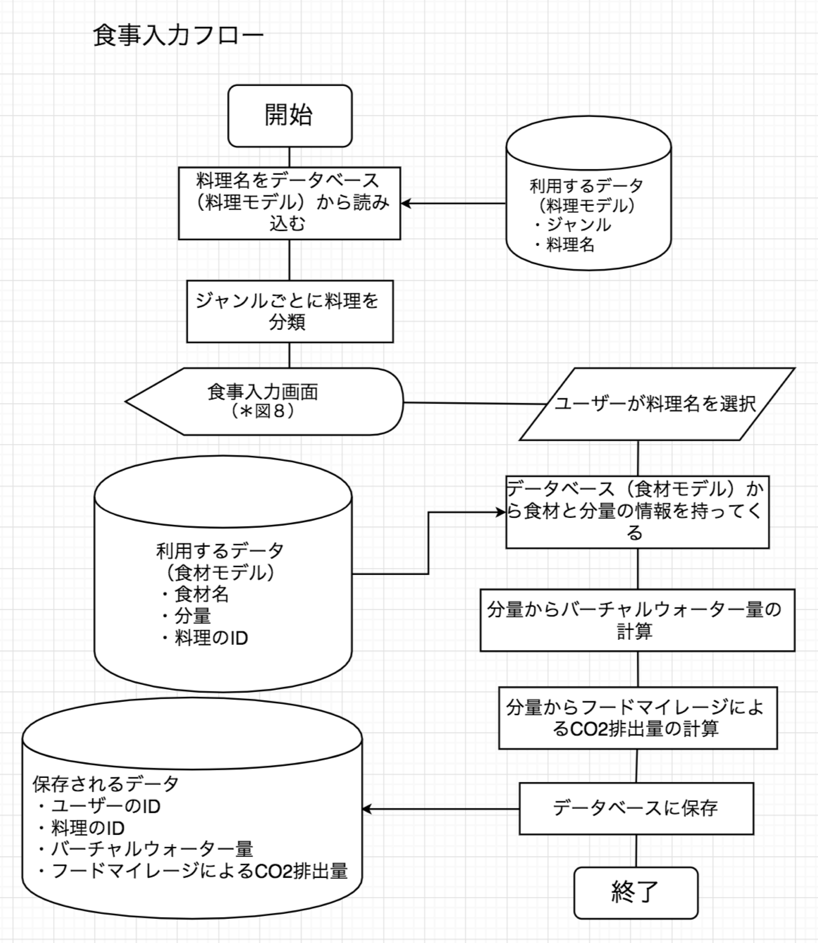 食事入力フロー
開始
料理名をデータベース
（料理モデル）から読み
込む
利用するデータ
（料理モデル）
・ジャンル
・料理名
ジャンルごとに料理を
分類
食事入力画面
（＊図８）
ユーザーが料理名を選択
データベース（食材モデル）か
ら食材と分量の情報を持ってく
る
利用するデータ
（食材モデル）
・食材名
・分量
・料理のID
分量からバーチャルウォーター量の
計算
分量からフードマイレージによ
るCO2排出量の計算
データベースに保存
保存されるデータ
・ユーザーのID
・料理のID
・バーチャルウォーター量
・フードマイレージによるCO2排出量
終了